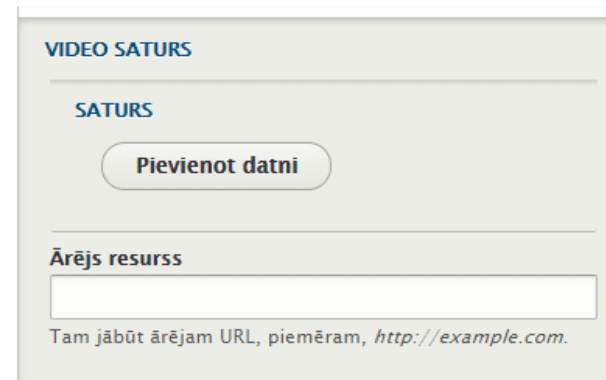 VIDEO SATURS
SATURS
Pievienot datni
Ārējs resurss
Tam jābūt ārējam URL, piemēram, http://example.com.